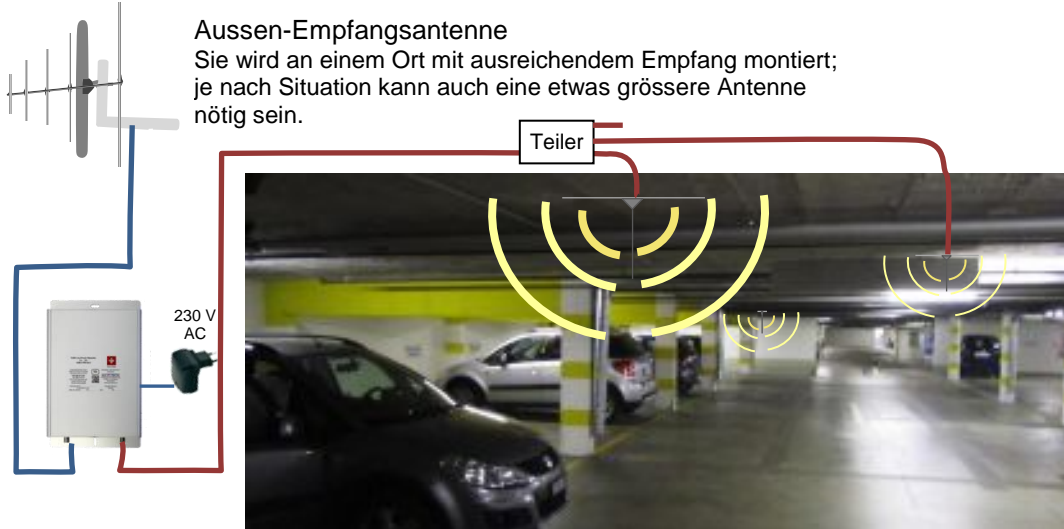 Aussen-Empfangsantenne
Sie wird an einem Ort mit ausreichendem Empfang montiert;
je nach Situation kann auch eine etwas grössere Antenne
nötig sein.
Teiler
230 V
AC